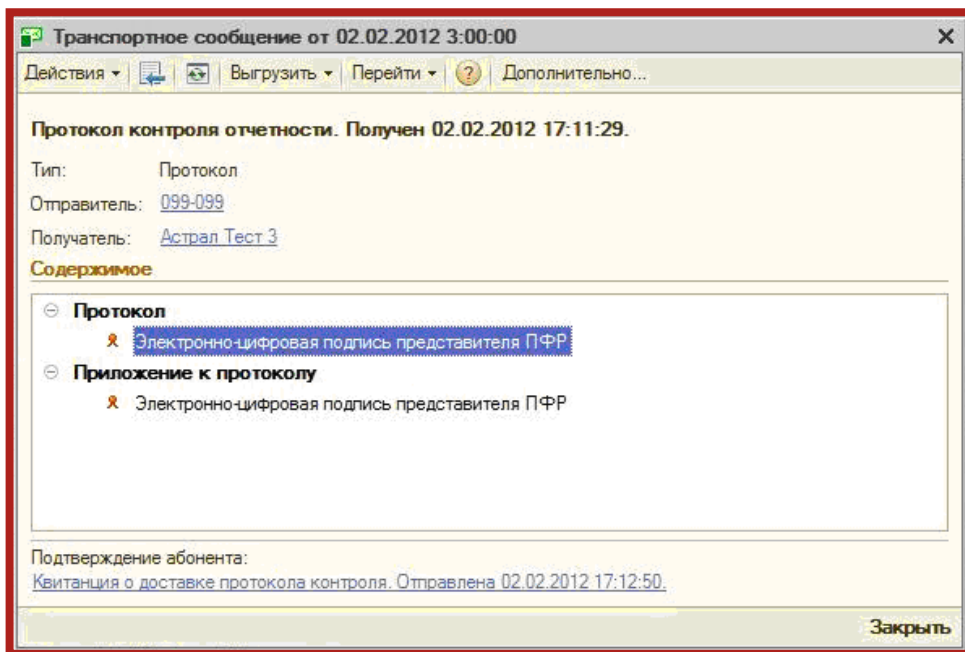 Транспортное сообщение от 02.02.2012 3:00:00
Действия Выгрузить Перейти ? Дополнительно...
Протокол контроля отчетности. Получен 02.02.2012 17:11:29.
Тип: Протокол
Отправитель: 099-099
Получатель: Астрал Тест 3
Содержимое
Протокол
Электронно-цифровая подпись представителя ПФР
Приложение к протоколу
Электронно-цифровая подпись представителя ПФР
Подтверждение абонента:
Квитанция о доставке протокола контроля. Отправлена 02.02.2012 17:12:50.
Закрыть